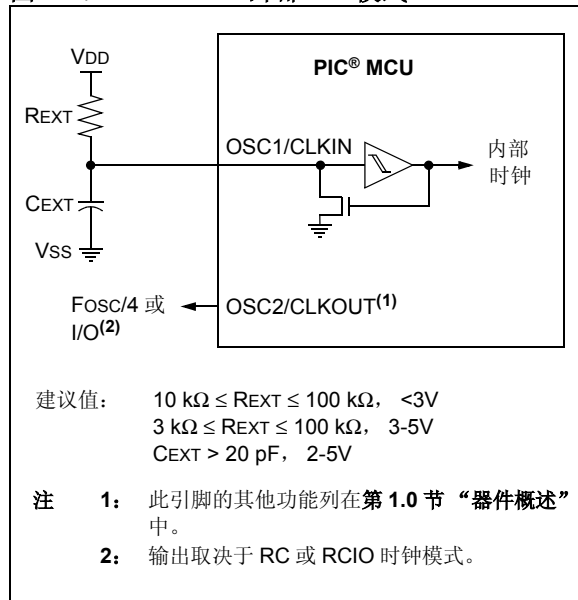 VDD
PIC® MCU
REXT
OSC1/CLKIN
内部
时钟
CEXT
VSS
FOSC/4 或
I/O(2)
OSC2/CLKOUT(1)
建议值： 10 kΩ ≤ REXT ≤ 100 kΩ， <3V
3 kΩ ≤ REXT ≤ 100 kΩ， 3-5V
CEXT > 20 pF， 2-5V
注 1： 此引脚的其他功能列在第 1.0 节 “器件概述”
中。
2： 输出取决于 RC 或 RCIO 时钟模式。